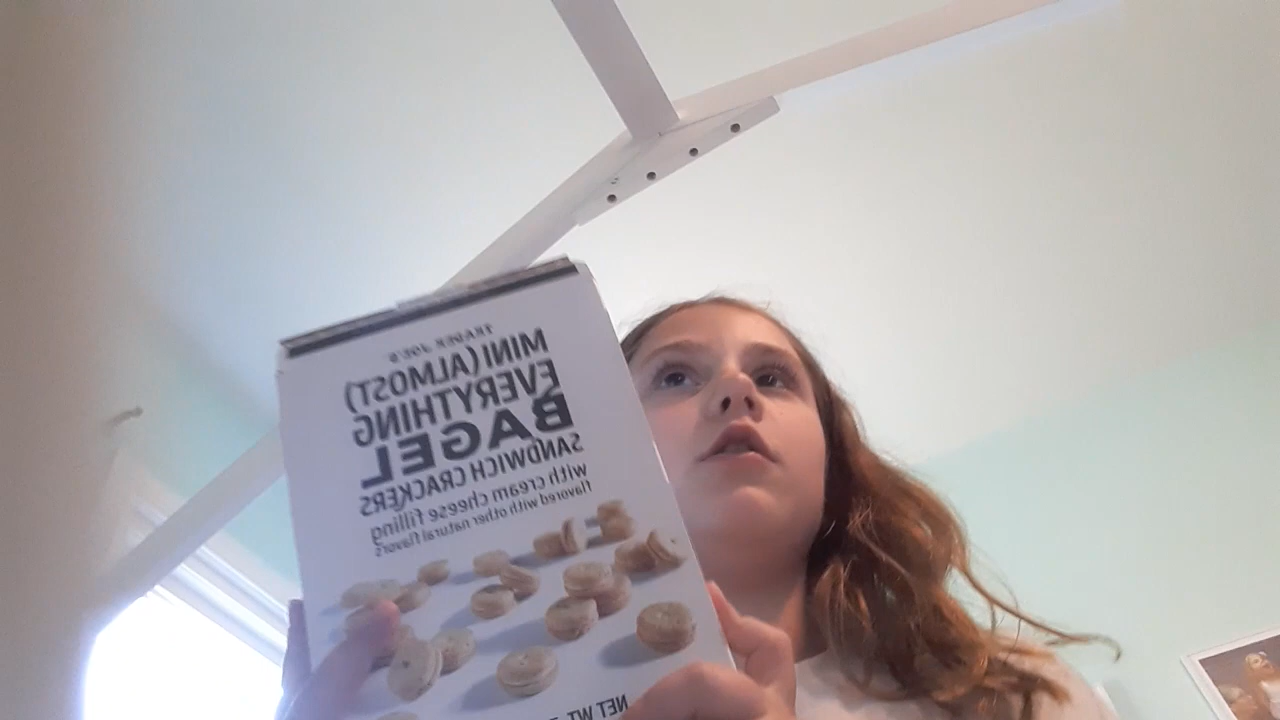 TRADER JOE'S
MINI (ALMOST)
EVERYTHING
BAGEL
SANDWICH CRACKERS
with cream cheese filling
flavored with other natural flavors
NET WT.